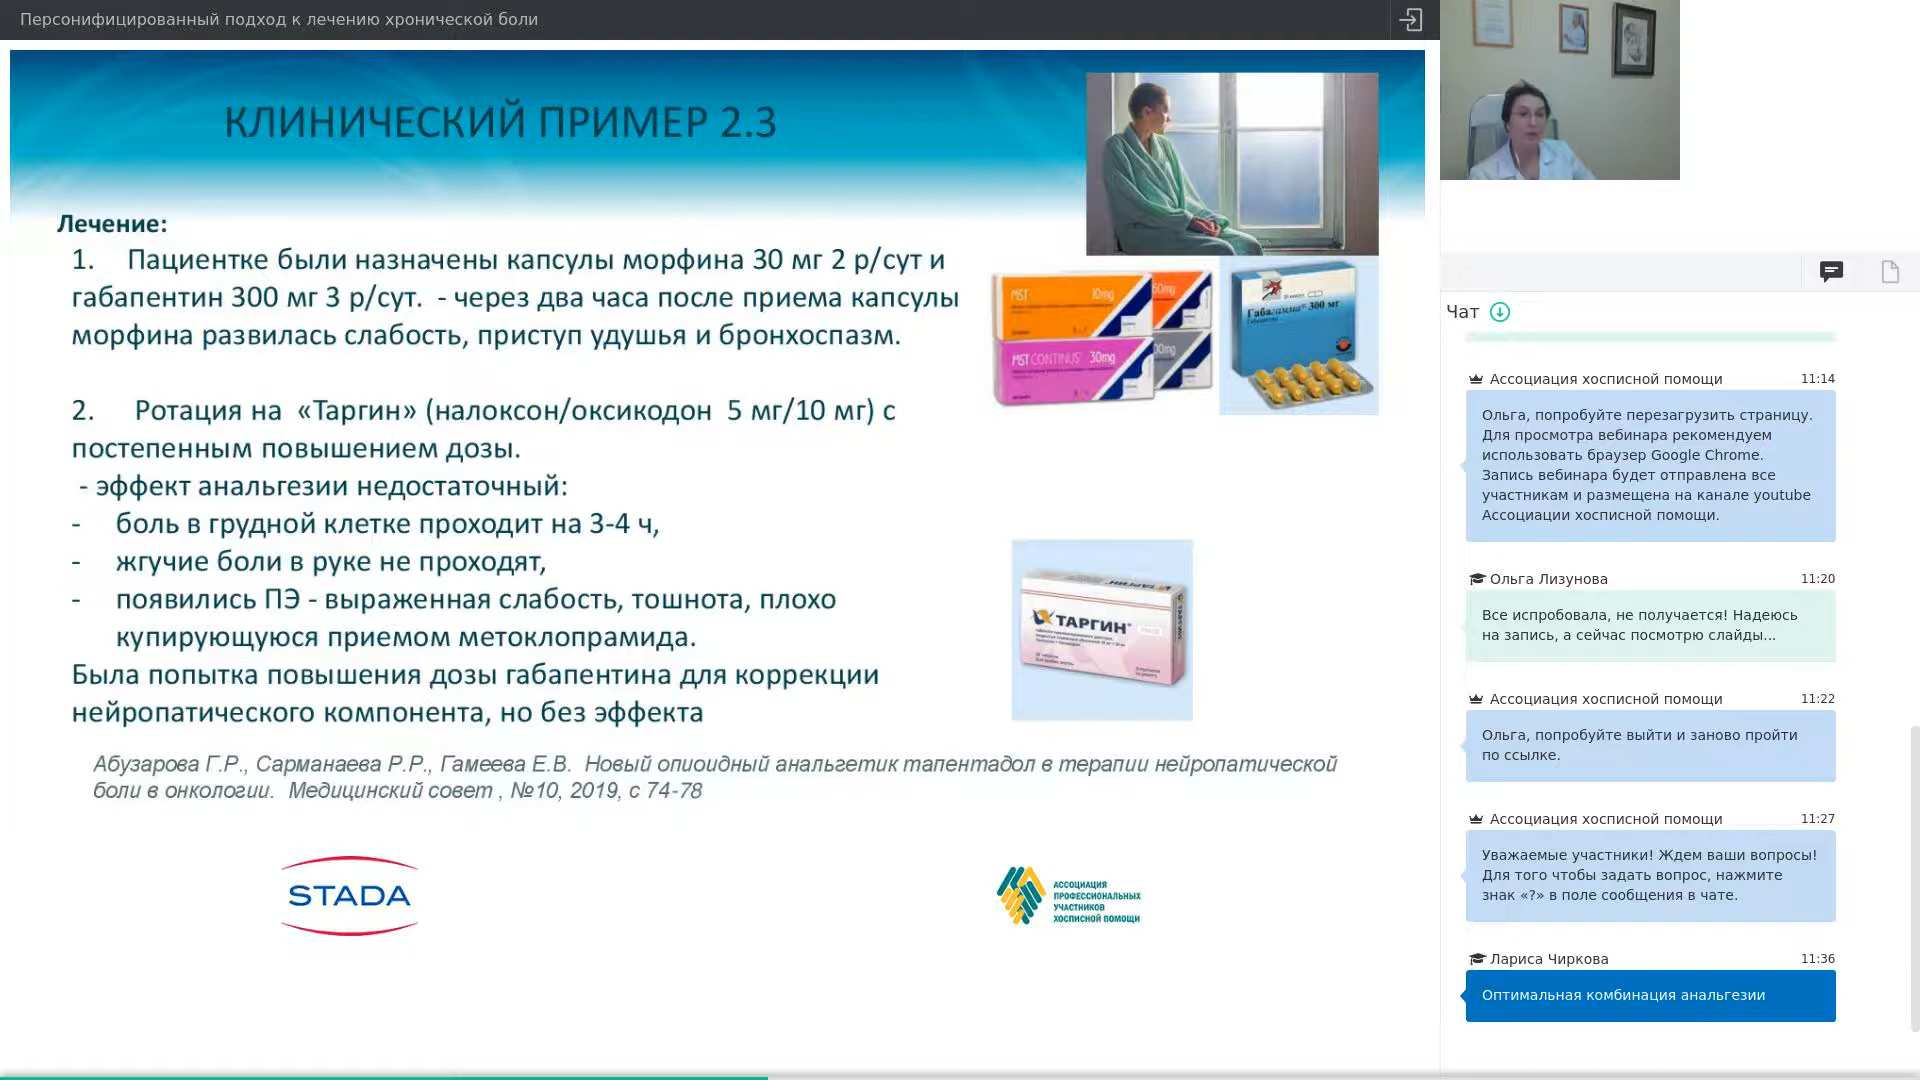 Персонифицированный подход к лечению хронической боли
КЛИНИЧЕСКИЙ ПРИМЕР 2.3
Лечение:
1. Пациентке были назначены капсулы морфина 30 мг 2 р/сут и
габапентин 300 мг 3 р/сут. - через два часа после приема капсулы
морфина развилась слабость, приступ удушья и бронхоспазм.
2. Ротация на «Таргин» (налоксон/оксикодон 5 мг/10 мг) с
постепенным повышением дозы.
- эффект анальгезии недостаточный:
- боль в грудной клетке проходит на 3-4 ч,
- жгучие боли в руке не проходят,
- появились ПЭ - выраженная слабость, тошнота, плохо
купирующуюся приемом метоклопрамида.
Была попытка повышения дозы габапентина для коррекции
нейропатического компонента, но без эффекта
MST 10mg
60mg
MST CONTINUS 30mg
Габагамма® 300 мг
ТАРГИН®
ТАРГИН
Абузарова Г.Р., Сарманаева Р.Р., Гамеева Е.В. Новый опиоидный анальгетик тапентадол в терапии нейропатической
боли в онкологии. Медицинский совет , №10, 2019, с 74-78
STADA
АССОЦИАЦИЯ
ПРОФЕССИОНАЛЬНЫХ
УЧАСТНИКОВ
ХОСПИСНОЙ ПОМОЩИ
Чат
Ассоциация хосписной помощи 11:14
Ольга, попробуйте перезагрузить страницу.
Для просмотра вебинара рекомендуем
использовать браузер Google Chrome.
Запись вебинара будет отправлена все
участникам и размещена на канале youtube
Ассоциации хосписной помощи.
Ольга Лизунова 11:20
Все испробовала, не получается! Надеюсь
на запись, а сейчас посмотрю слайды...
Ассоциация хосписной помощи 11:22
Ольга, попробуйте выйти и заново пройти
по ссылке.
Ассоциация хосписной помощи 11:27
Уважаемые участники! Ждем ваши вопросы!
Для того чтобы задать вопрос, нажмите
знак «?» в поле сообщения в чате.
Лариса Чиркова 11:36
Оптимальная комбинация анальгезии